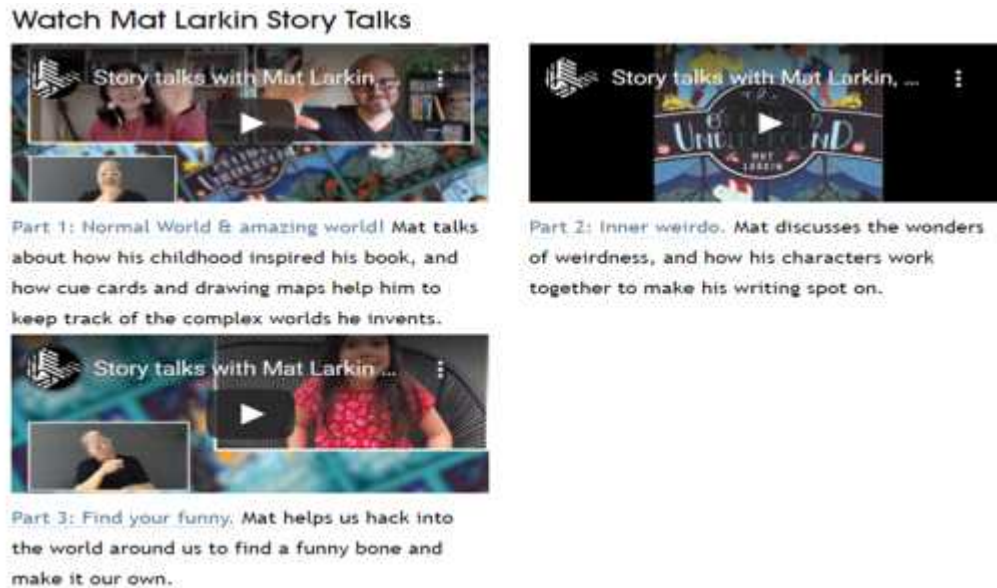 Watch Mat Larkin Story Talks
Story talks with Mat Larkin ...
Part 1: Normal World & amazing world! Mat talks
about how his childhood inspired his book, and
how cue cards and drawing maps help him to
keep track of the complex worlds he invents.
Story talks with Mat Larkin, ...
MAT
LARKIN
Part 2: Inner weirdo. Mat discusses the wonders
of weirdness, and how his characters work
together to make his writing spot on.
Story talks with Mat Larkin ...
Part 3: Find your funny. Mat helps us hack into
the world around us to find a funny bone and
make it our own.